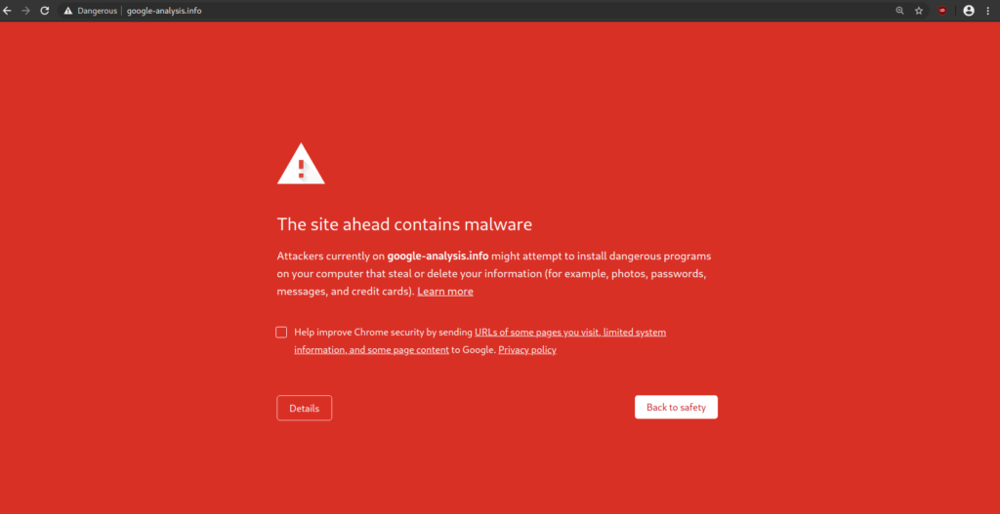 Dangerous google-analysis.info
The site ahead contains malware
Attackers currently on google-analysis.info might attempt to install dangerous programs
on your computer that steal or delete your information (for example, photos, passwords,
messages, and credit cards). Learn more
Help improve Chrome security by sending URLs of some pages you visit, limited system
information, and some page content to Google. Privacy policy
Details Back to safety